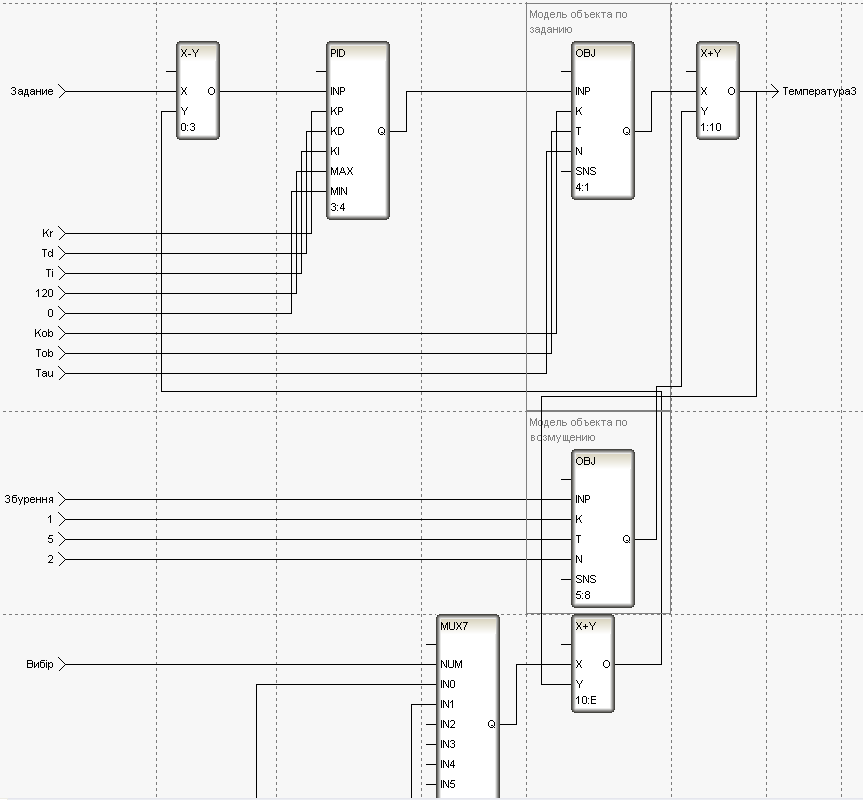 Модель объекта по
заданию
X-Y
PID
OBJ
X+Y
Задание
X
O
INP
INP
X
O
Температура3
Y
KP
K
Y
0:3
KD
Q
T
Q
1:10
KI
N
MAX
SNS
MIN
4:1
3:4
Kr
Td
Ti
120
0
Kob
Tob
Tau
Модель объекта по
возмущению
OBJ
Збурення
INP
1
K
5
T
Q
2
N
SNS
5:8
MUX7
X+Y
Вибір
NUM
X
O
IN0
Y
IN1
10:E
IN2
Q
IN3
IN4
IN5